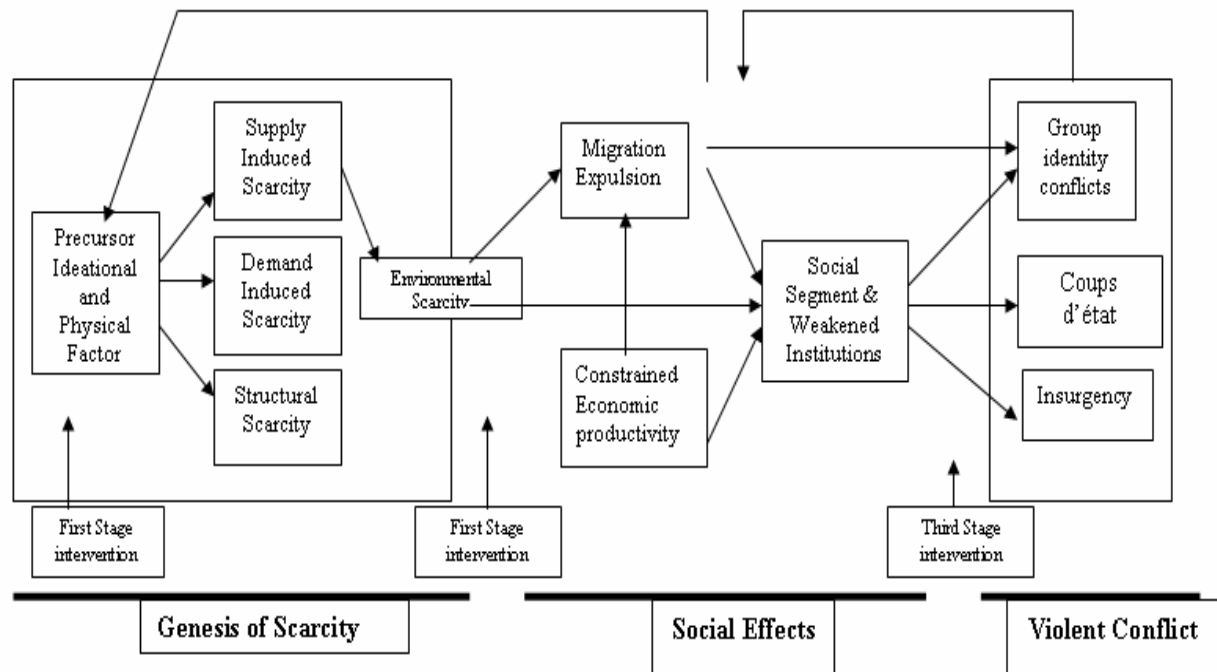 Supply
Induced
Scarcity
Precursor
Ideational
and
Physical
Factor
Demand
Induced
Scarcity
Structural
Scarcity
Environmental
Scarcity
Migration
Expulsion
Constrained
Economic
productivity
Social
Segment &
Weakened
Institutions
Group
identity
conflicts
Coups
d'état
Insurgency
First Stage
intervention
First Stage
intervention
Third Stage
intervention
Genesis of Scarcity
Social Effects
Violent Conflict